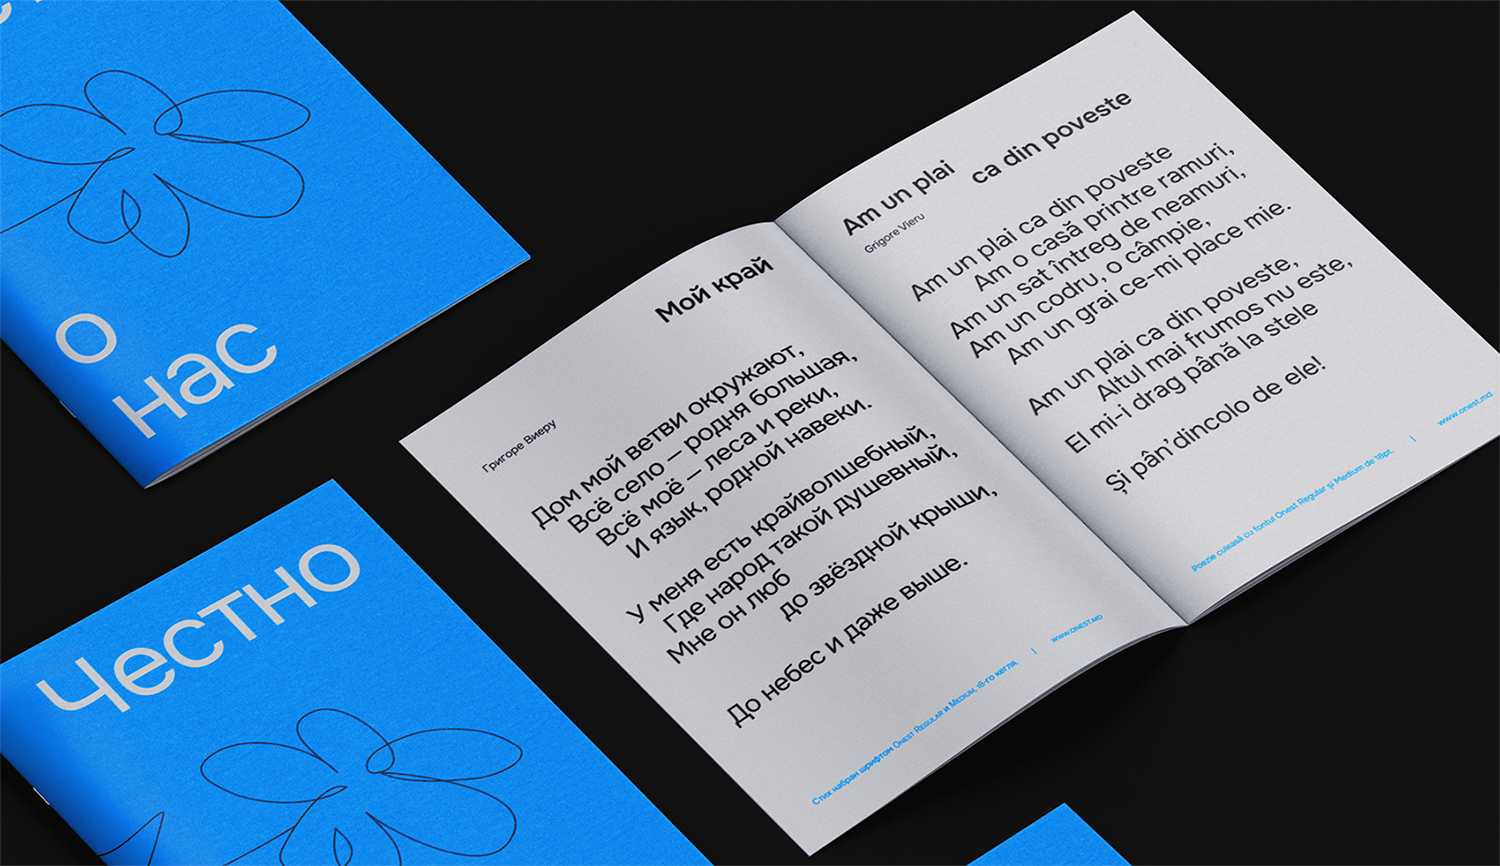 о
нас
Честно
Мой край
Григоре Виеру
Дом мой ветви окружают,
Всё село – родня большая,
Всё моё – леса и реки,
И язык, родной навеки.
У меня есть крайволшебный,
Где народ такой душевный,
Мне он люб
до звёздной крыши,
До небес и даже выше.
Стих набран шрифтом Onest Regular и Medium, 18-го кегля. | www.onest.md
Am un plai
ca din poveste
Grigore Vieru
Am un plai ca din poveste
Am o casă printre ramuri,
Am un sat întreg de neamuri,
Am un codru, o câmpie,
Am un grai ce-mi place mie.
Am un plai ca din poveste,
Altul mai frumos nu este,
El mi-i drag până la stele
Și pân'dincolo de ele!
Poezie culeasă cu fontul Onest Regular și Medium de 18pt. | www.onest.md